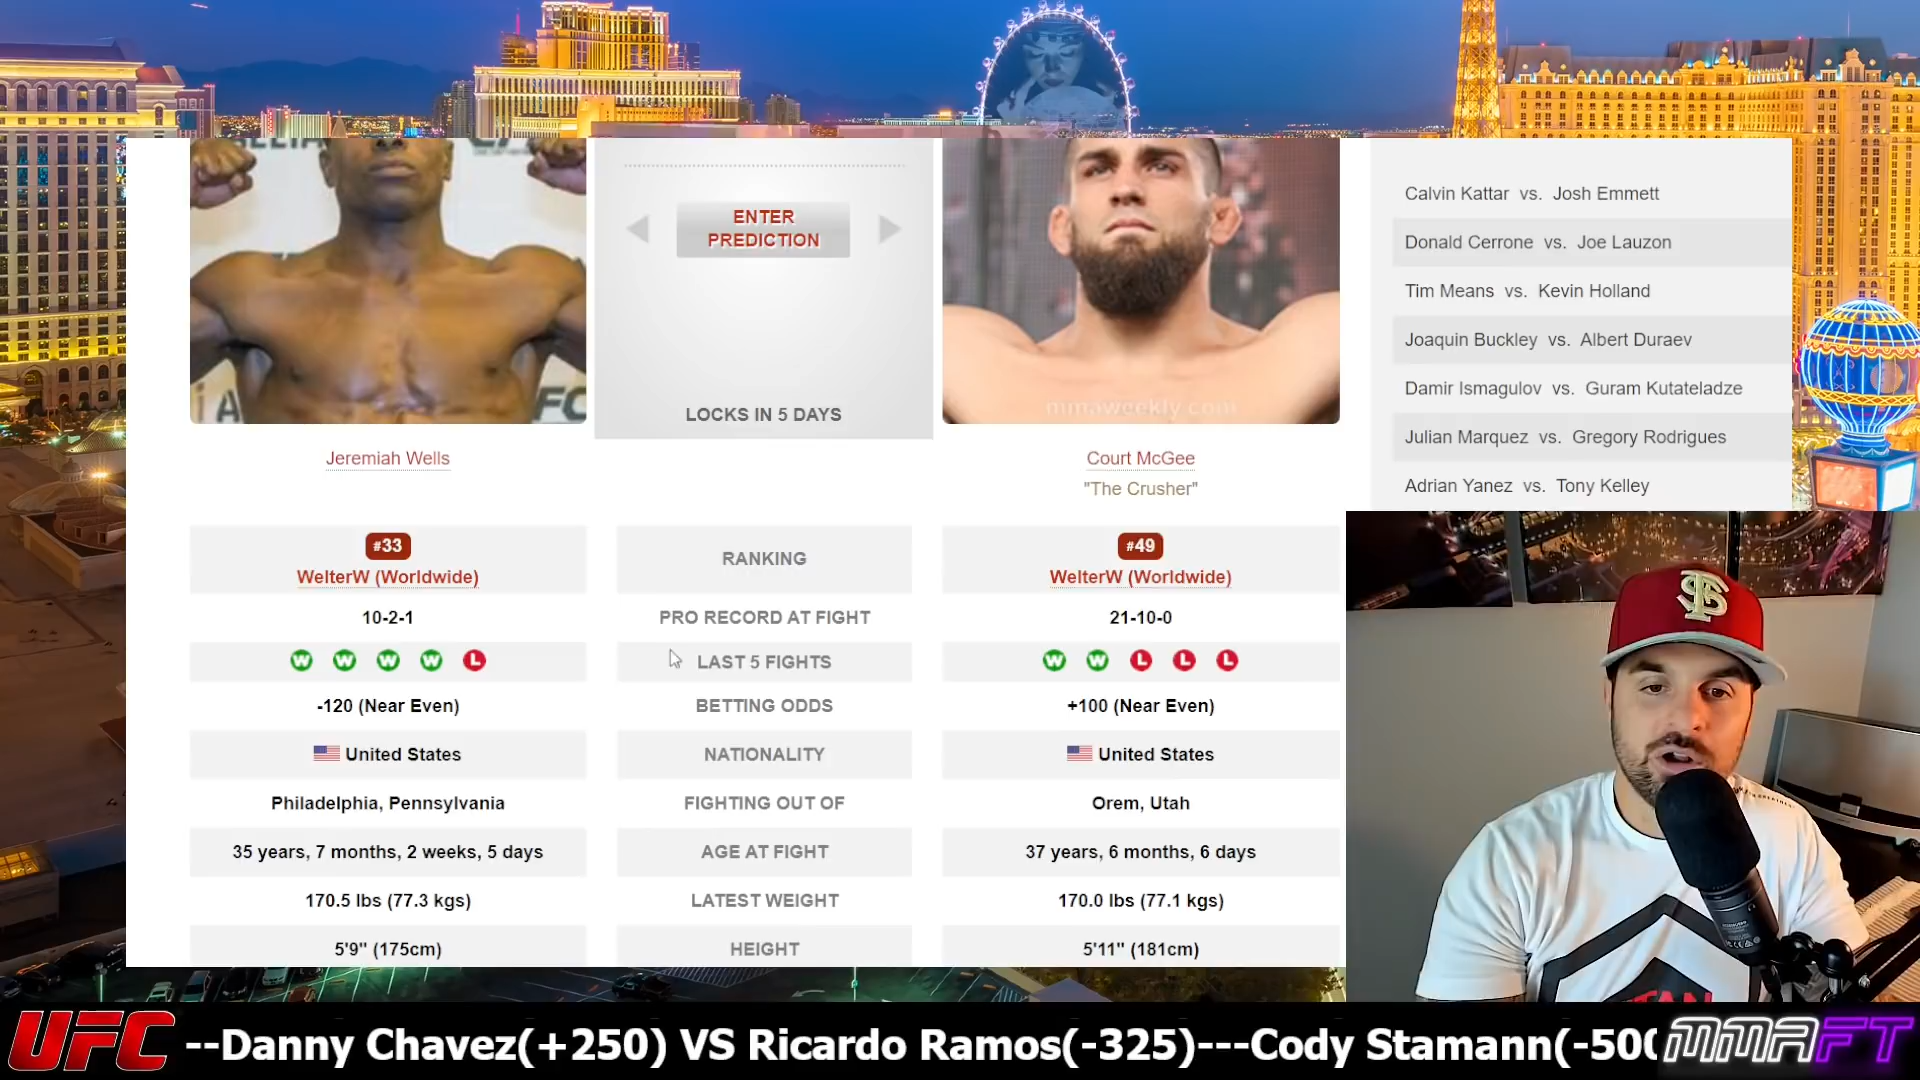 ENTER
PREDICTION
LOCKS IN 5 DAYS
mmaweekly.com
FC
Jeremiah Wells
Court McGee
"The Crusher"
#33
WelterW (Worldwide)
RANKING
#49
WelterW (Worldwide)
10-2-1
PRO RECORD AT FIGHT
21-10-0
W W W W L
LAST 5 FIGHTS
W W L L L
-120 (Near Even)
BETTING ODDS
+100 (Near Even)
United States
NATIONALITY
United States
Philadelphia, Pennsylvania
FIGHTING OUT OF
Orem, Utah
35 years, 7 months, 2 weeks, 5 days
AGE AT FIGHT
37 years, 6 months, 6 days
170.5 lbs (77.3 kgs)
LATEST WEIGHT
170.0 lbs (77.1 kgs)
5'9" (175cm)
HEIGHT
5'11" (181cm)
Calvin Kattar vs. Josh Emmett
Donald Cerrone vs. Joe Lauzon
Tim Means vs. Kevin Holland
Joaquin Buckley vs. Albert Duraev
Damir Ismagulov vs. Guram Kutateladze
Julian Marquez vs. Gregory Rodrigues
Adrian Yanez vs. Tony Kelley
UFC
--Danny Chavez(+250) VS Ricardo Ramos(-325)---Cody Stamann(-500
MMAFT